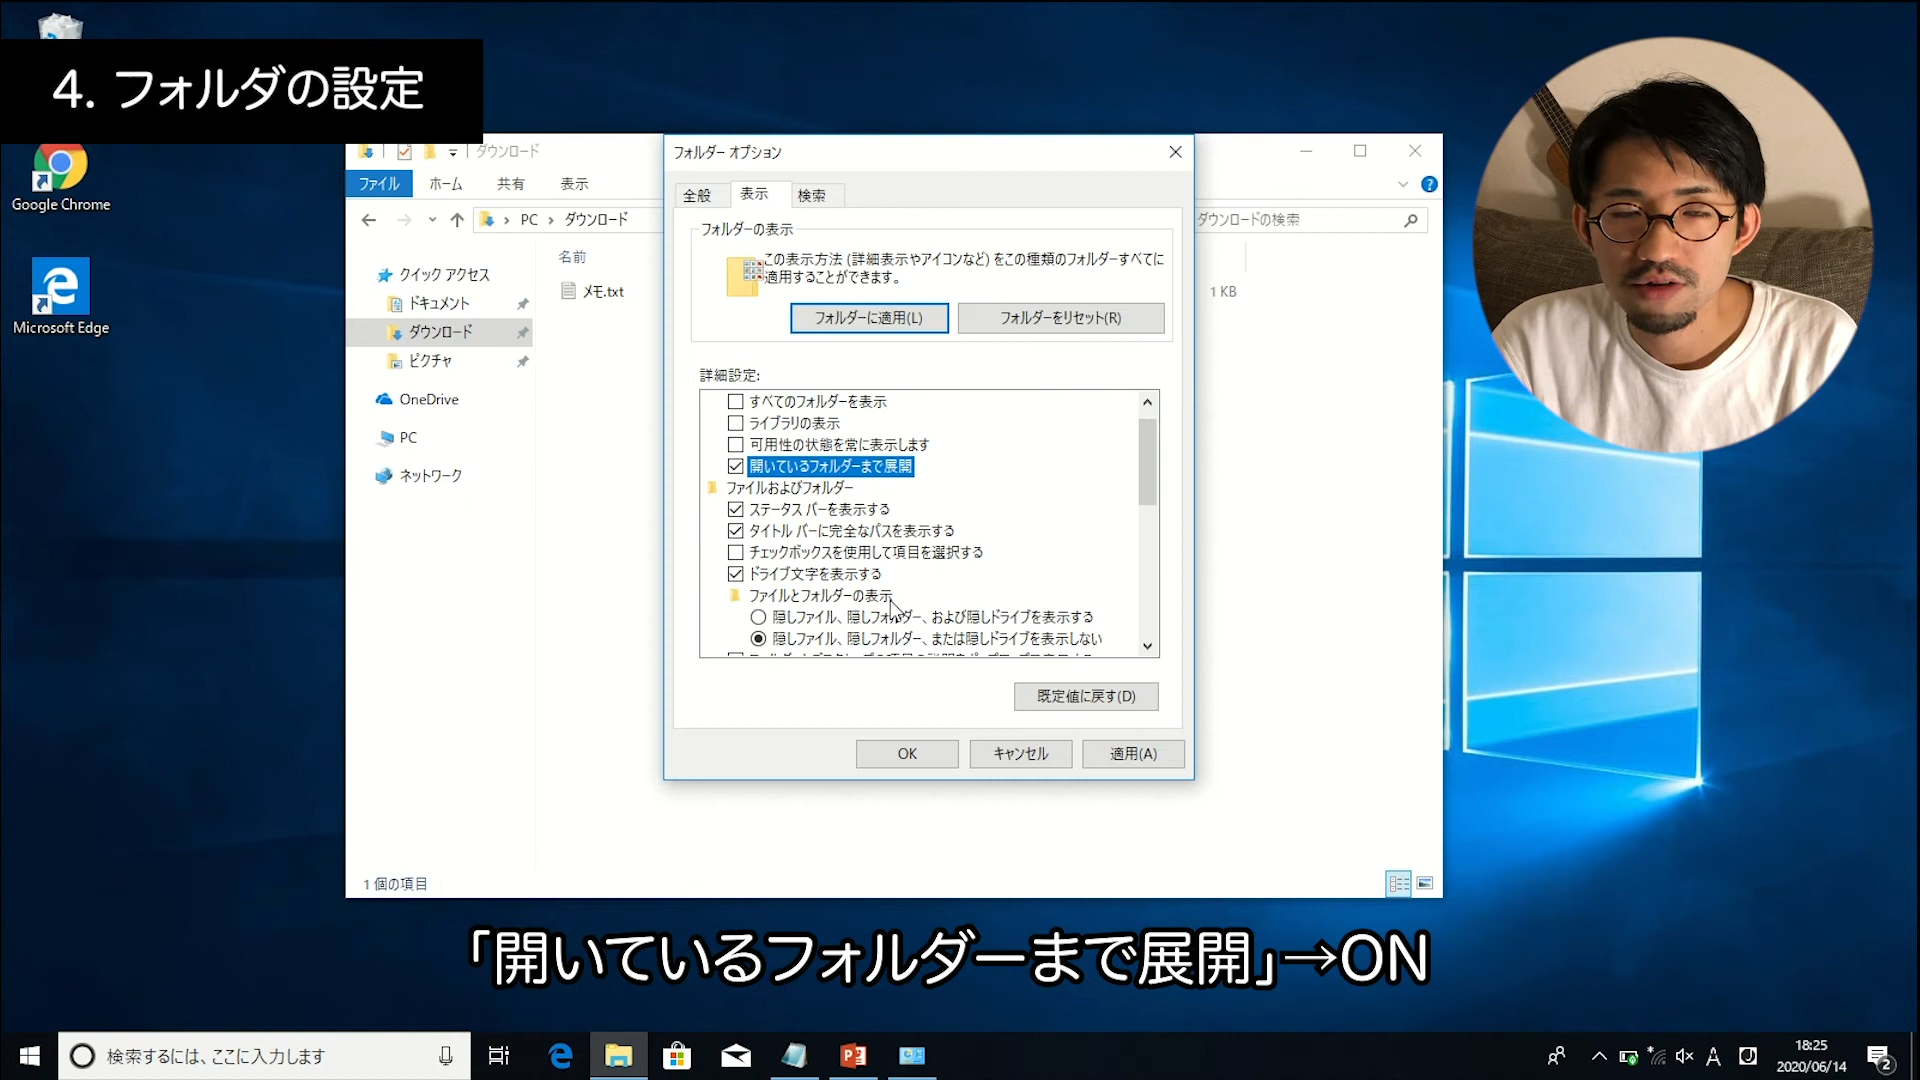 4. フォルダの設定
Google Chrome
Microsoft Edge
ダウンロード
ファイル
ホーム
共有
表示
PC
ダウンロード
ダウンロードの検索
クイック アクセス
ドキュメント
ダウンロード
ピクチャ
OneDrive
PC
ネットワーク
名前
メモ.txt
1 KB
1 個の項目
フォルダー オプション
全般
表示
検索
フォルダーの表示
この表示方法 (詳細表示やアイコンなど) をこの種類のフォルダーすべてに
適用することができます。
フォルダーに適用(L)
フォルダーをリセット(R)
詳細設定:
すべてのフォルダーを表示
ライブラリの表示
可用性の状態を常に表示します
開いているフォルダーまで展開
ファイルおよびフォルダー
ステータス バーを表示する
タイトル バーに完全なパスを表示する
チェックボックスを使用して項目を選択する
ドライブ文字を表示する
ファイルとフォルダーの表示
隠しファイル、隠しフォルダー、および隠しドライブを表示する
隠しファイル、隠しフォルダー、または隠しドライブを表示しない
既定値に戻す(D)
OK
キャンセル
適用(A)
「開いているフォルダーまで展開」→ON
検索するには、ここに入力します
A
J
18:25
2020/06/14
2